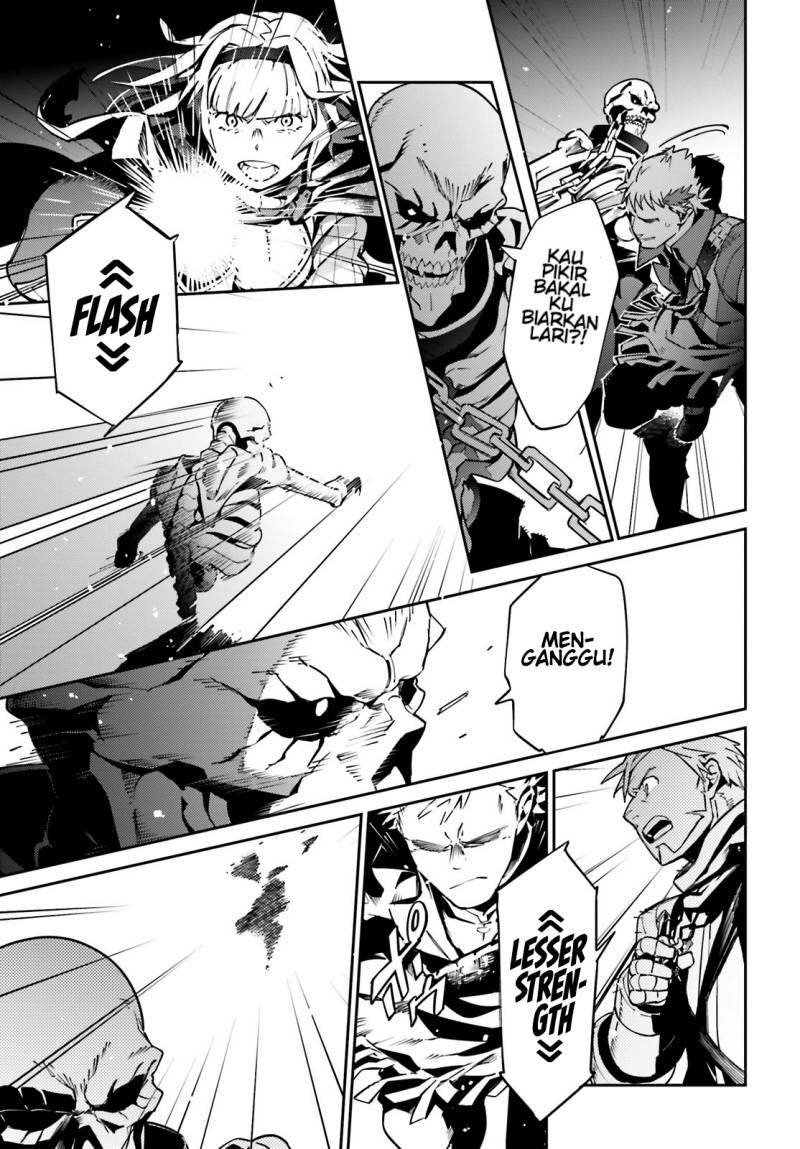 KAU
PIKIR
BAKAL
KU
BIARKAN
LARI?!
《
FLASH
》
MEN-
GANGGU!
《
LESSER
STREN-
GTH
》